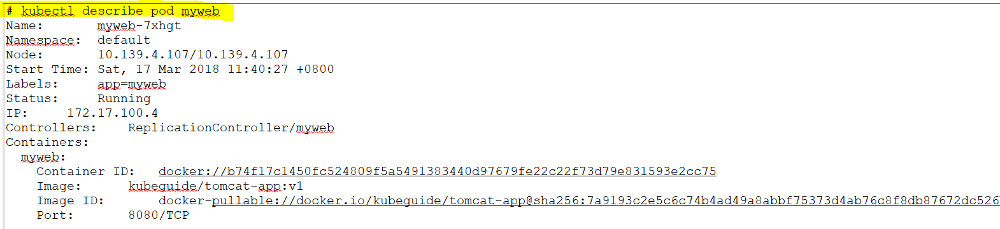 # kubectl describe pod myweb
Name:       myweb-7xhgt
Namespace:  default
Node:       10.139.4.107/10.139.4.107
Start Time: Sat, 17 Mar 2018 11:40:27 +0800
Labels:     app=myweb
Status:     Running
IP:     172.17.100.4
Controllers:    ReplicationController/myweb
Containers:
  myweb:
    Container ID:   docker://b74f17c1450fc524809f5a5491383440d97679fe22c22f73d79e831593e2cc75
    Image:      kubeguide/tomcat-app:v1
    Image ID:       docker-pullable://docker.io/kubeguide/tomcat-app@sha256:7a9193c2e5c6c74b4ad49a8abbf75373d4ab76c8f8db87672dc526
    Port:       8080/TCP